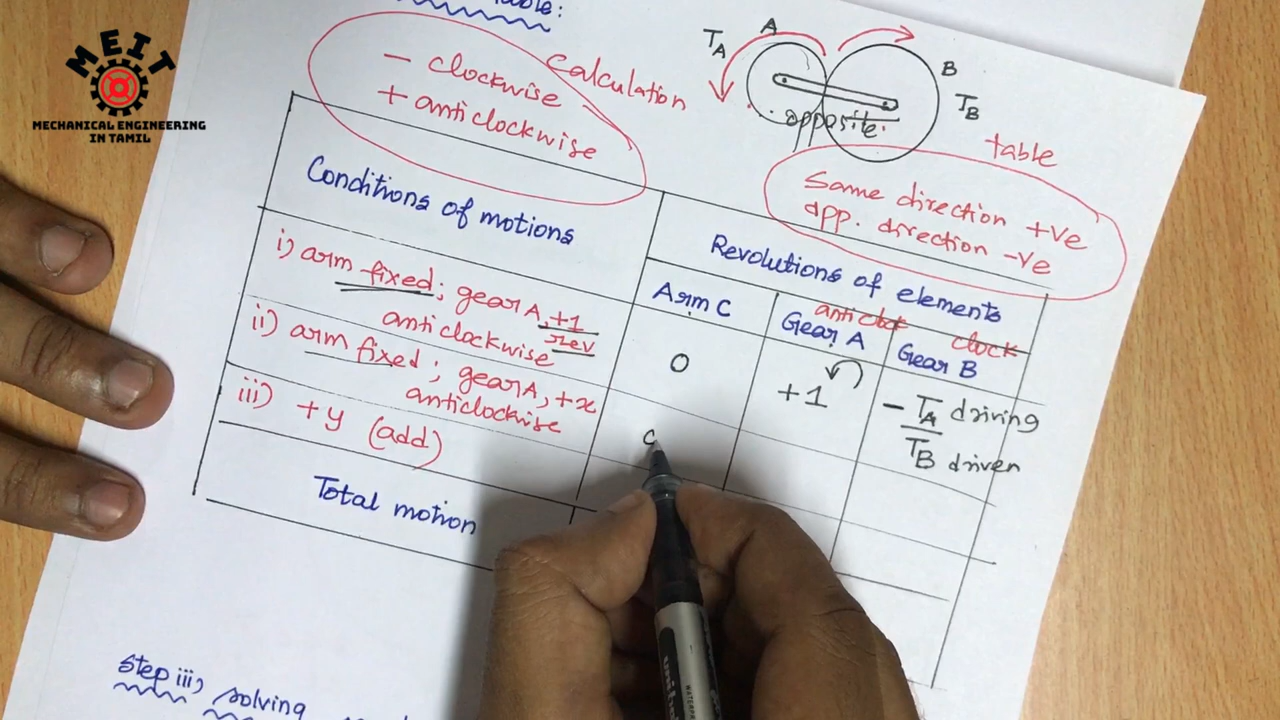 MEIT
MECHANICAL ENGINEERING
IN TAMIL
table:
calculation
- clockwise
+ anticlockwise
TA
A
B
TB
opposite
table
Same direction +ve
opp. direction -ve
Conditions of motions
Revolutions of elements
Arm C
anticlock
Gear A
clock
Gear B
i) arm fixed; gear A, +1
rev
anticlockwise
0
+1
- TA driving
TB driven
ii) arm fixed; gear A, +x
anticlockwise
iii) +y (add)
Total motion
Step iii) solving